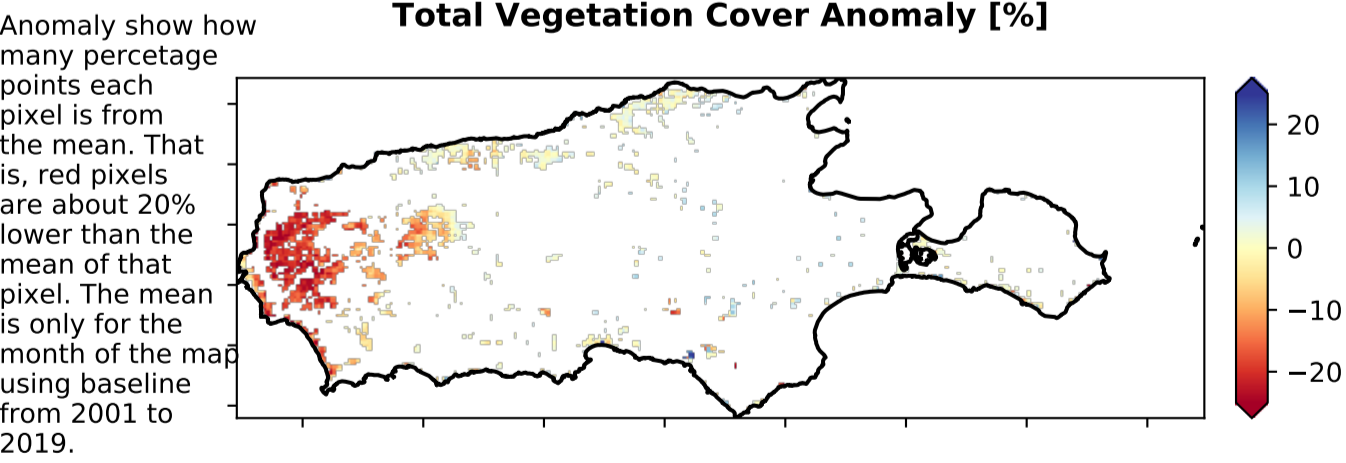 Total Vegetation Cover Anomaly [%]
Anomaly show how
many percetage
points each
pixel is from
the mean. That
is, red pixels
are about 20%
lower than the
mean of that
pixel. The mean
is only for the
month of the map
using baseline
from 2001 to
2019.
20
10
0
−10
−20